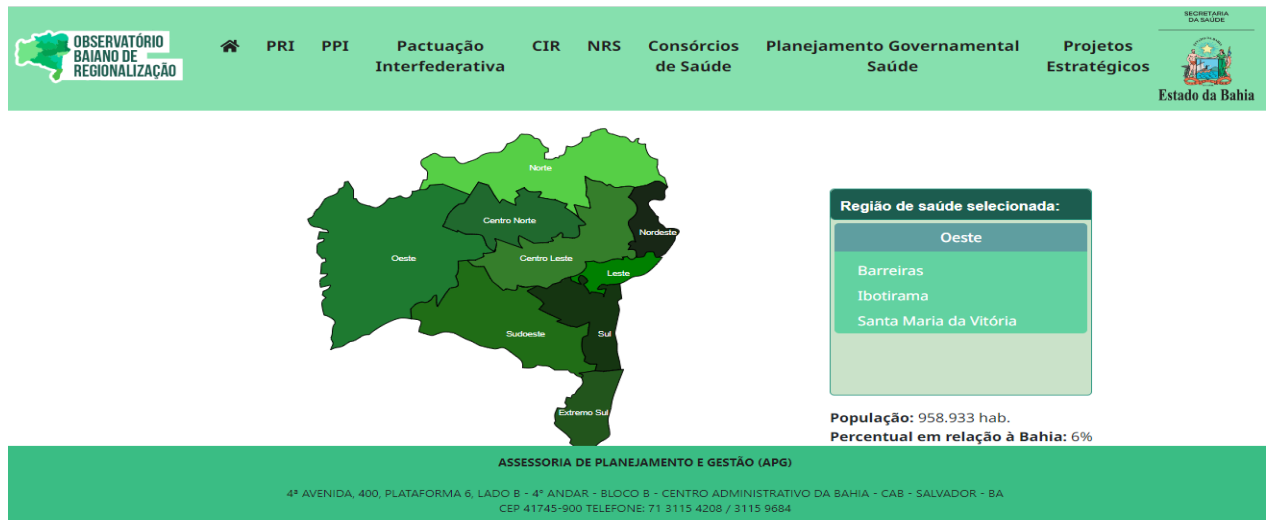 OBSERVATÓRIO
BAIANO DE
REGIONALIZAÇÃO
PRI
PPI
Pactuação
Interfederativa
CIR
NRS
Consórcios
de Saúde
Planejamento Governamental
Saúde
Projetos
Estratégicos
SECRETARIA
DA SAÚDE
Estado da Bahia
Norte
Centro Norte
Nordeste
Oeste
Centro Leste
Leste
Sudoeste
Sul
Extremo Sul
Região de saúde selecionada:
Oeste
Barreiras
Ibotirama
Santa Maria da Vitória
População: 958.933 hab.
Percentual em relação à Bahia: 6%
ASSESSORIA DE PLANEJAMENTO E GESTÃO (APG)
4ª AVENIDA, 400, PLATAFORMA 6, LADO B - 4° ANDAR - BLOCO B - CENTRO ADMINISTRATIVO DA BAHIA - CAB - SALVADOR - BA
CEP 41745-900 TELEFONE: 71 3115 4208 / 3115 9684